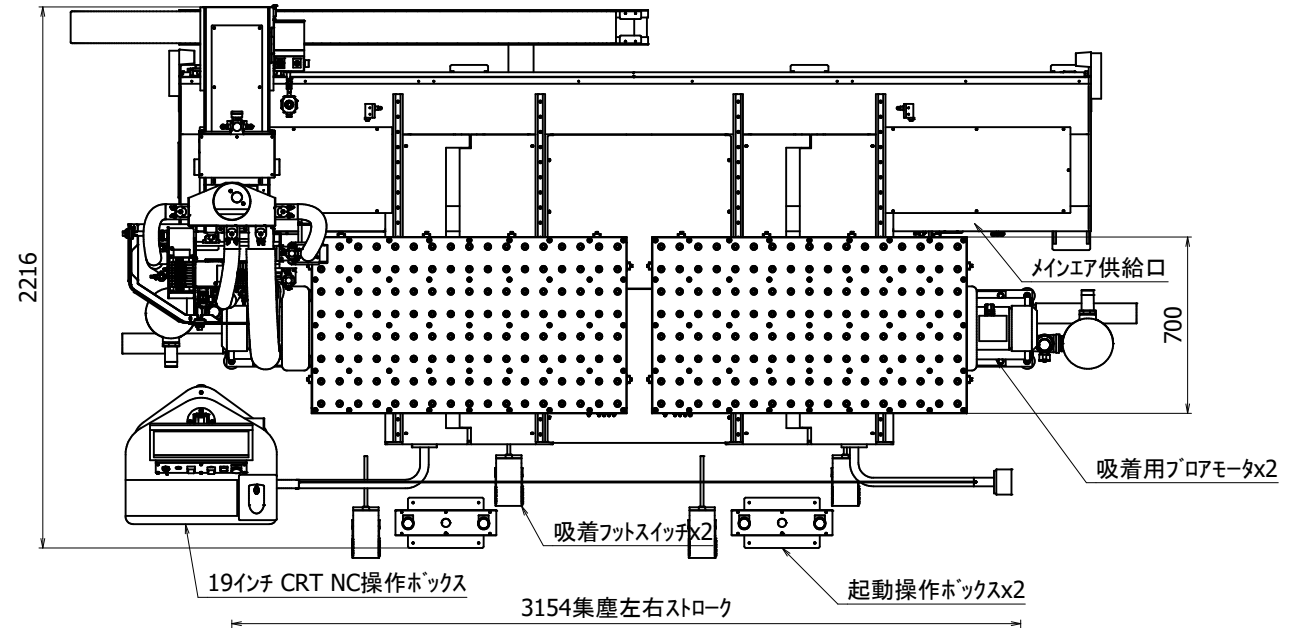 2216
メインエア供給口
700
吸着用ブロアモータx2
吸着フットスイッチx2
19インチ CRT NC操作ボックス
起動操作ボックスx2
3154集塵左右ストローク